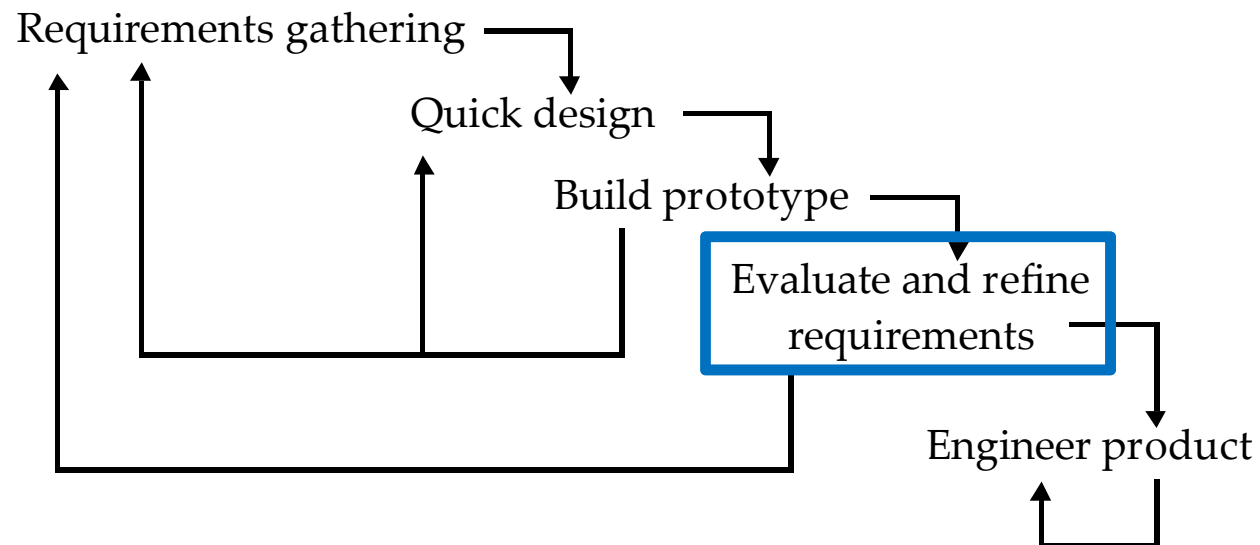 Requirements gathering
Quick design
Build prototype
Evaluate and refine
requirements
Engineer product